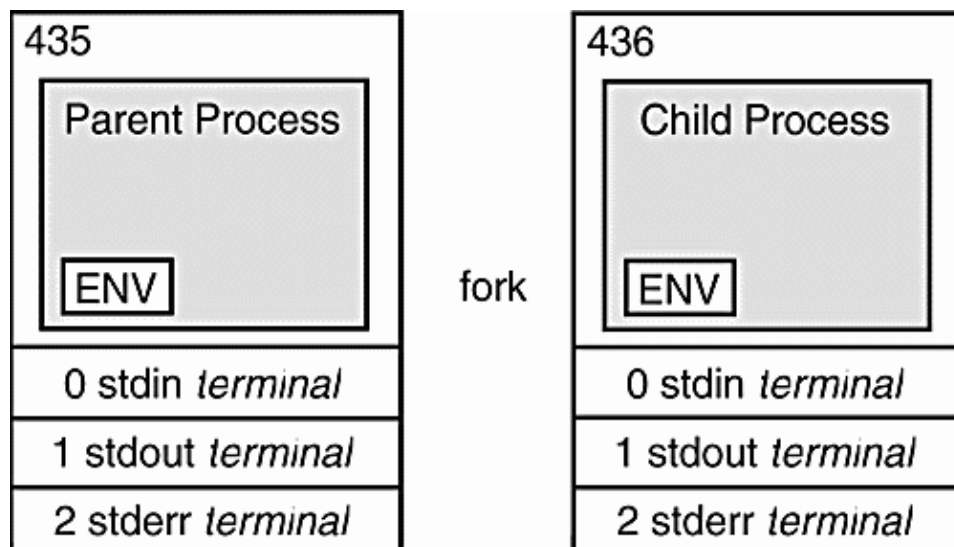 435
Parent Process
ENV
0 stdin terminal
1 stdout terminal
2 stderr terminal
fork
436
Child Process
ENV
0 stdin terminal
1 stdout terminal
2 stderr terminal